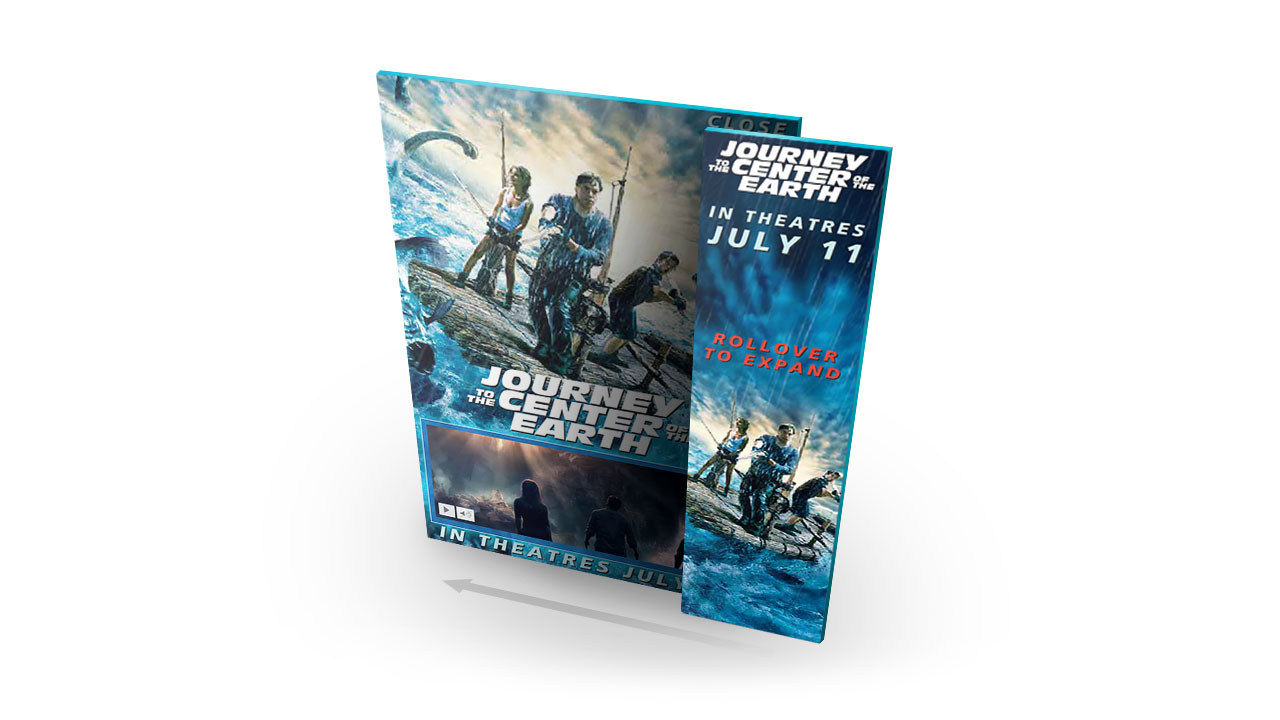 CLOSE
JOURNEY
TO THE CENTER OF TH
EARTH
IN THEATRES JULY
JOURNEY
TO THE CENTER OF THE
EARTH
IN THEATRES
JULY 11
ROLLOVER
TO EXPAND